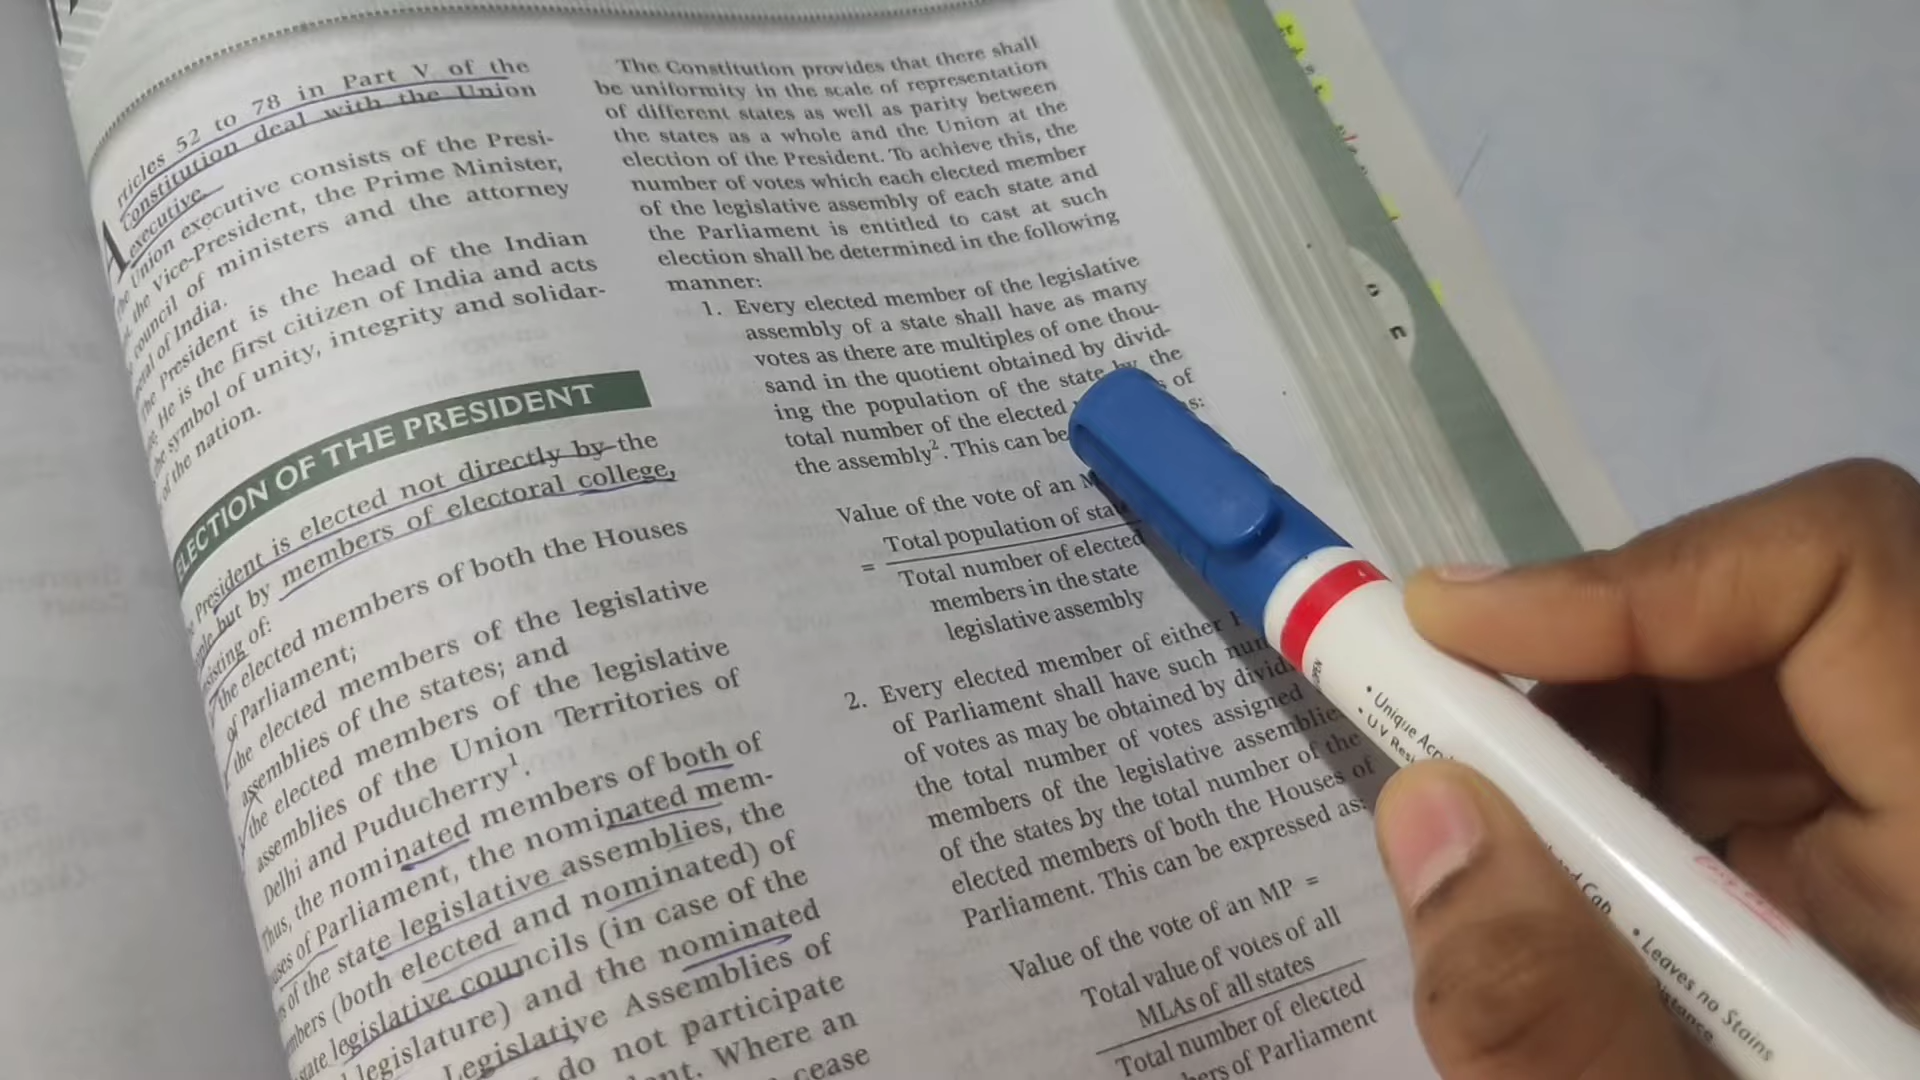 rticles 52 to 78 in Part V of the
Constitution deal with the Union
executive.
Union executive consists of the Presi-
the Vice-President, the Prime Minister,
council of ministers and the attorney
of India.
President is the head of the Indian
He is the first citizen of India and acts
symbol of unity, integrity and solidar-
of the nation.
ELECTION OF THE PRESIDENT
President is elected not directly by the
but by members of electoral college,
of:
the elected members of both the Houses
of Parliament;
the elected members of the legislative
assemblies of the states; and
the elected members of the legislative
assemblies of the Union Territories of
Delhi and Puducherry1.
Thus, the nominated members of both of
of Parliament, the nominated mem-
of the state legislative assemblies, the
(both elected and nominated) of
state legislative councils (in case of the
legislature) and the nominated
Legislative Assemblies of
do not participate
Where an
cease
The Constitution provides that there shall
be uniformity in the scale of representation
of different states as well as parity between
the states as a whole and the Union at the
election of the President. To achieve this, the
number of votes which each elected member
of the legislative assembly of each state and
the Parliament is entitled to cast at such
election shall be determined in the following
manner:
1. Every elected member of the legislative
assembly of a state shall have as many
votes as there are multiples of one thou-
sand in the quotient obtained by divid-
ing the population of the state by the
total number of the elected of
the assembly2. This can be
Value of the vote of an
Total population of
=
Total number of elected
members in the state
legislative assembly
2. Every elected member of either
of Parliament shall have such
of votes as may be obtained by
the total number of votes assigned
members of the legislative
of the states by the total number of the
elected members of both the Houses of
Parliament. This can be expressed as:
Value of the vote of an MP =
Total value of votes of all
MLAs of all states
Total number of elected
of Parliament
• Unique
• UV
• Leaves no Stains